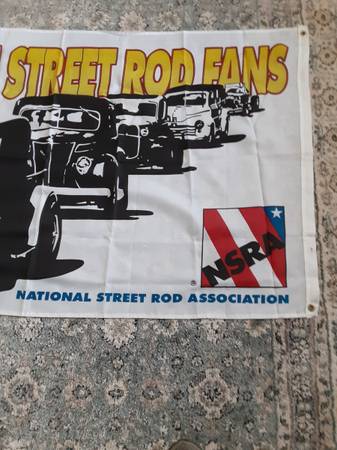 STREET ROD FANS
NSRA
®
NATIONAL STREET ROD ASSOCIATION